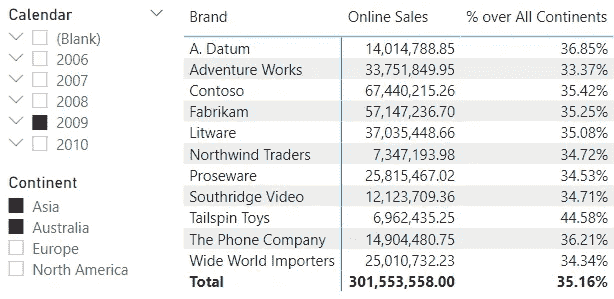 Calendar
(Blank)
2006
2007
2008
2009
2010
Continent
Asia
Australia
Europe
North America
Brand Online Sales % over All Continents
A. Datum 14,014,788.85 36.85%
Adventure Works 33,751,849.95 33.37%
Contoso 67,440,215.26 35.42%
Fabrikam 57,147,236.70 35.25%
Litware 37,035,448.66 35.08%
Northwind Traders 7,347,193.98 34.72%
Proseware 25,815,467.02 34.53%
Southridge Video 12,123,709.36 34.71%
Tailspin Toys 6,962,435.25 44.58%
The Phone Company 14,904,480.75 36.21%
Wide World Importers 25,010,732.23 34.34%
Total 301,553,558.00 35.16%